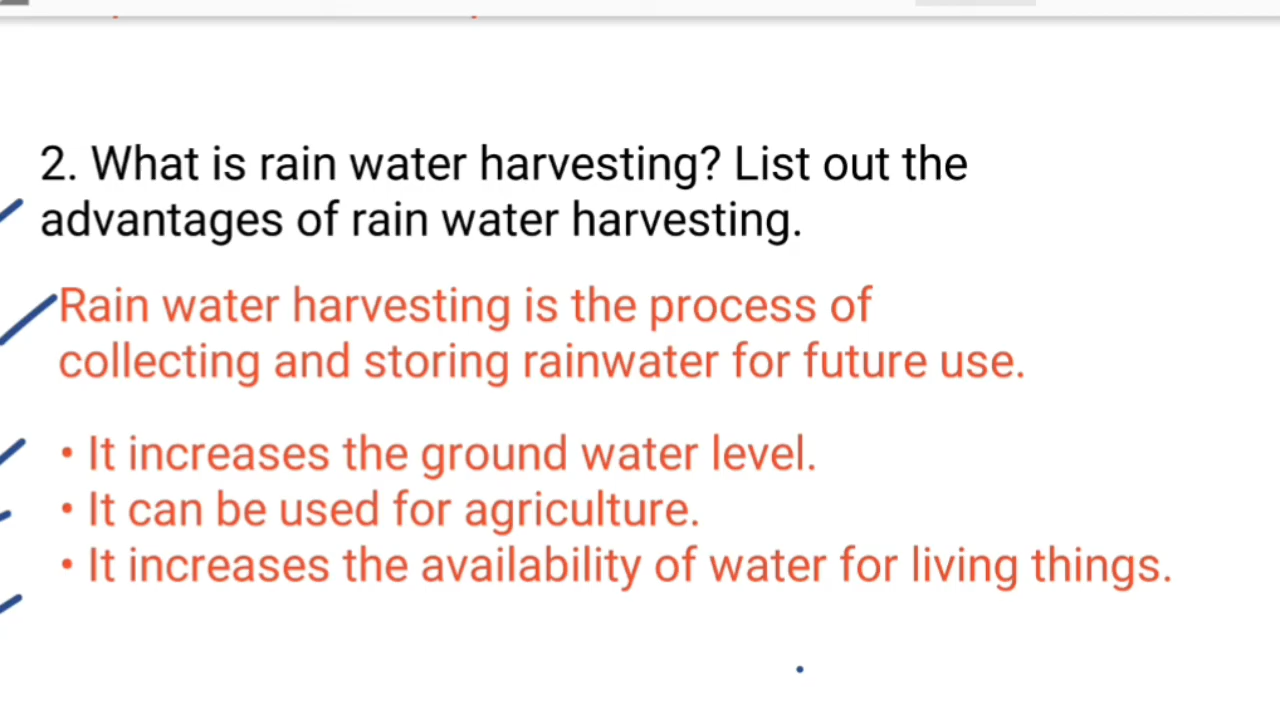 2. What is rain water harvesting? List out the
advantages of rain water harvesting.
Rain water harvesting is the process of
collecting and storing rainwater for future use.
• It increases the ground water level.
• It can be used for agriculture.
• It increases the availability of water for living things.